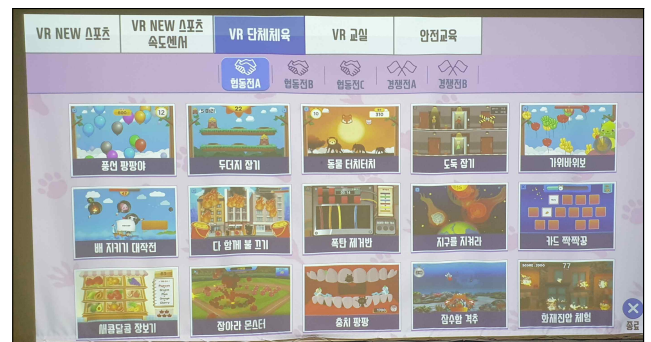 VR NEW 스포츠
VR NEW 스포츠
속도센서
VR 단체체육
VR 교실
안전교육
협동전A
협동전B
협동전C
경쟁전A
경쟁전B
풍선 팡팡아
두더지 잡기
동물 터치터치
도둑 잡기
가위바위보
배 지키기 대작전
다 함께 불 끄기
폭탄 제거반
지구를 지켜라
카드 짝짝꿍
새콤달콤 장보기
잡아라 몬스터
충치 팡팡
잠수함 격추
화재진압 체험
종료